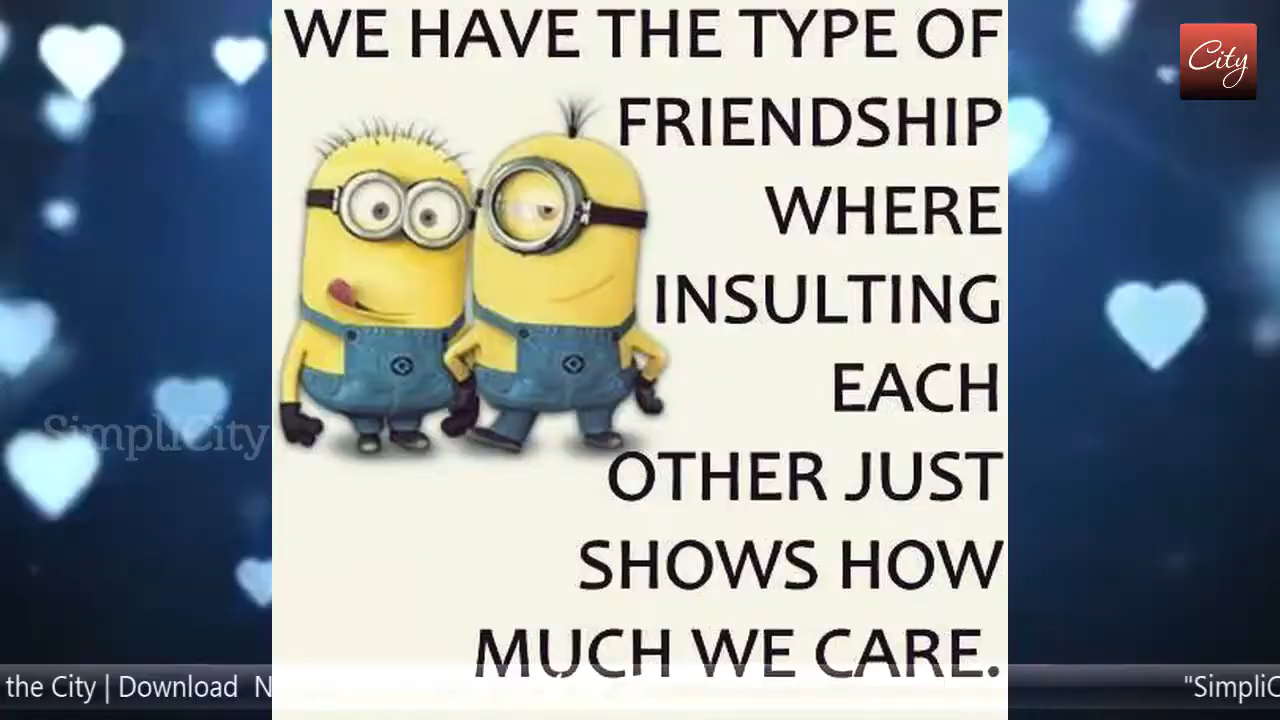 WE HAVE THE TYPE OF
FRIENDSHIP
WHERE
INSULTING
EACH
OTHER JUST
SHOWS HOW
MUCH WE CARE.
City
SimpliCity
the City | Download N
"SimpliC